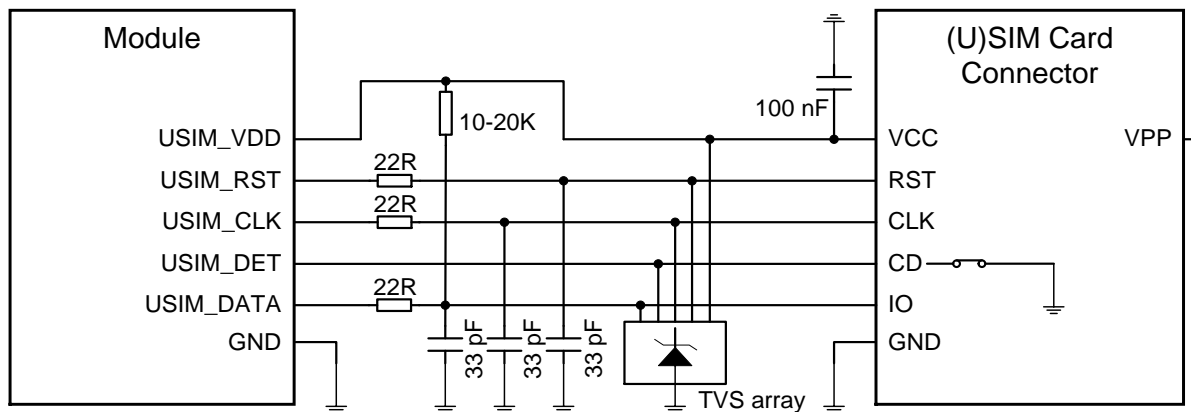 Module
(U)SIM Card
Connector
100 nF
10-20K
USIM_VDD
VCC
VPP
22R
USIM_RST
RST
22R
USIM_CLK
CLK
USIM_DET
CD
22R
USIM_DATA
IO
GND
33 pF
33 pF
33 pF
GND
TVS array